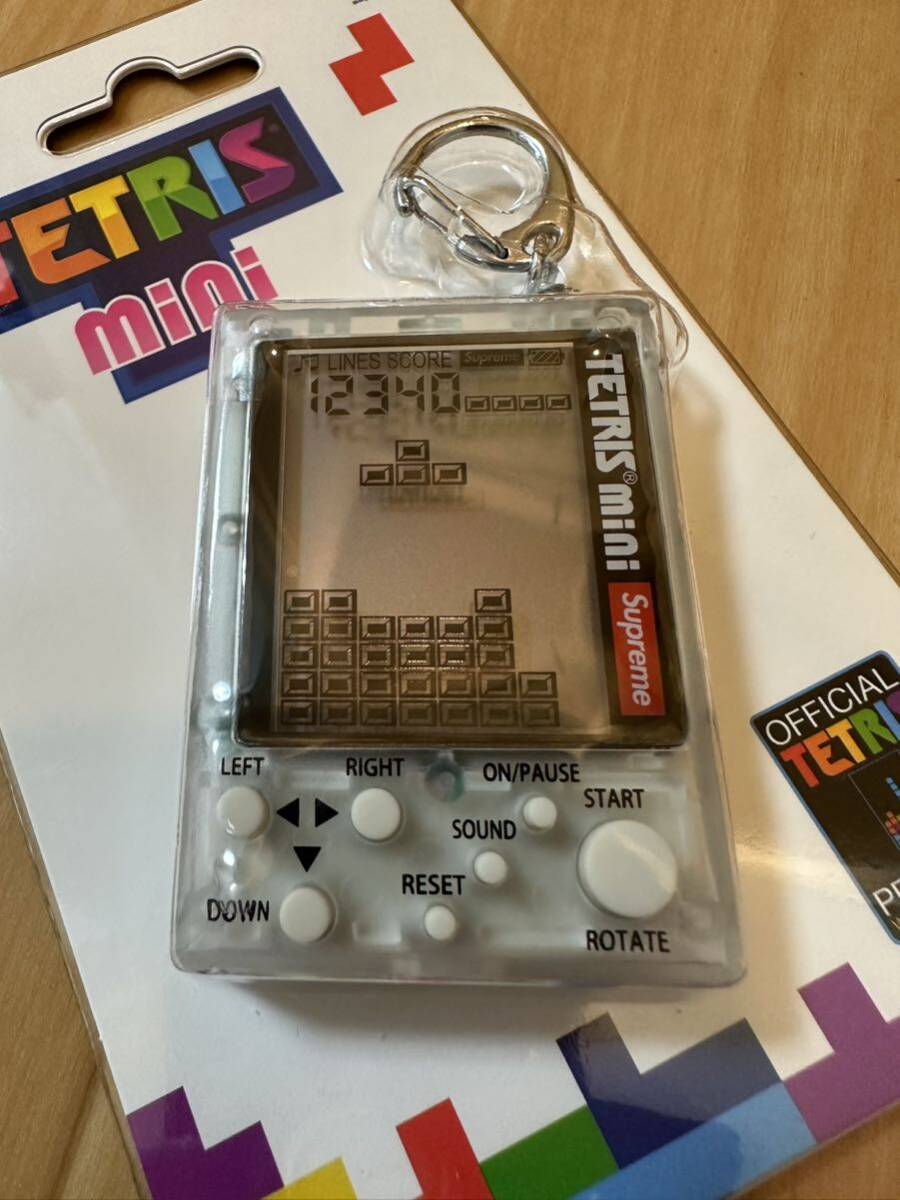 TETRIS
mini
LINES SCORE Supreme
12340
TETRIS® mini Supreme
LEFT RIGHT ON/PAUSE
START
SOUND
RESET
DOWN
ROTATE
OFFICIAL
TETRIS